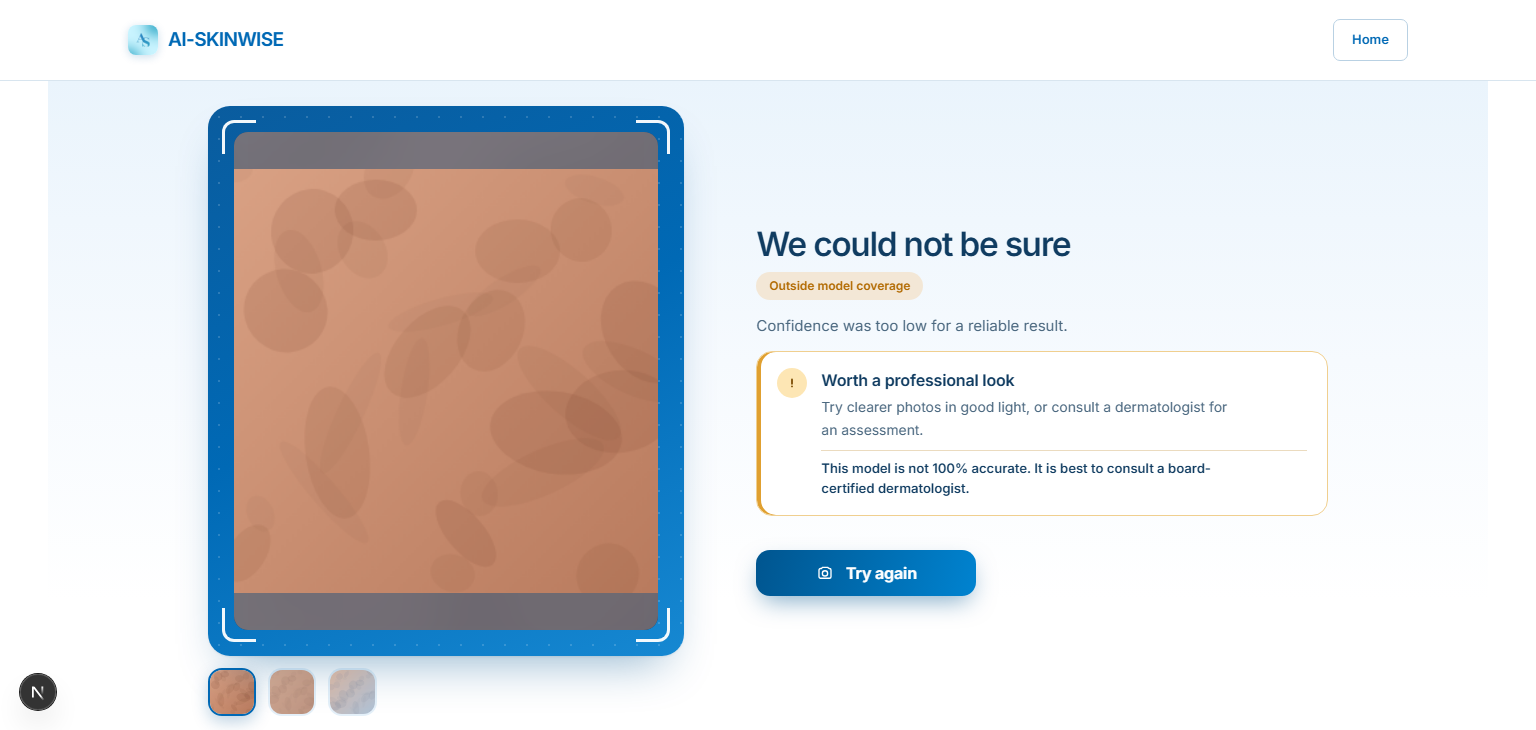 AI-SKINWISE
Home
We could not be sure
Outside model coverage
Confidence was too low for a reliable result.
!
Worth a professional look
Try clearer photos in good light, or consult a dermatologist for
an assessment.
This model is not 100% accurate. It is best to consult a board-
certified dermatologist.
Try again
N